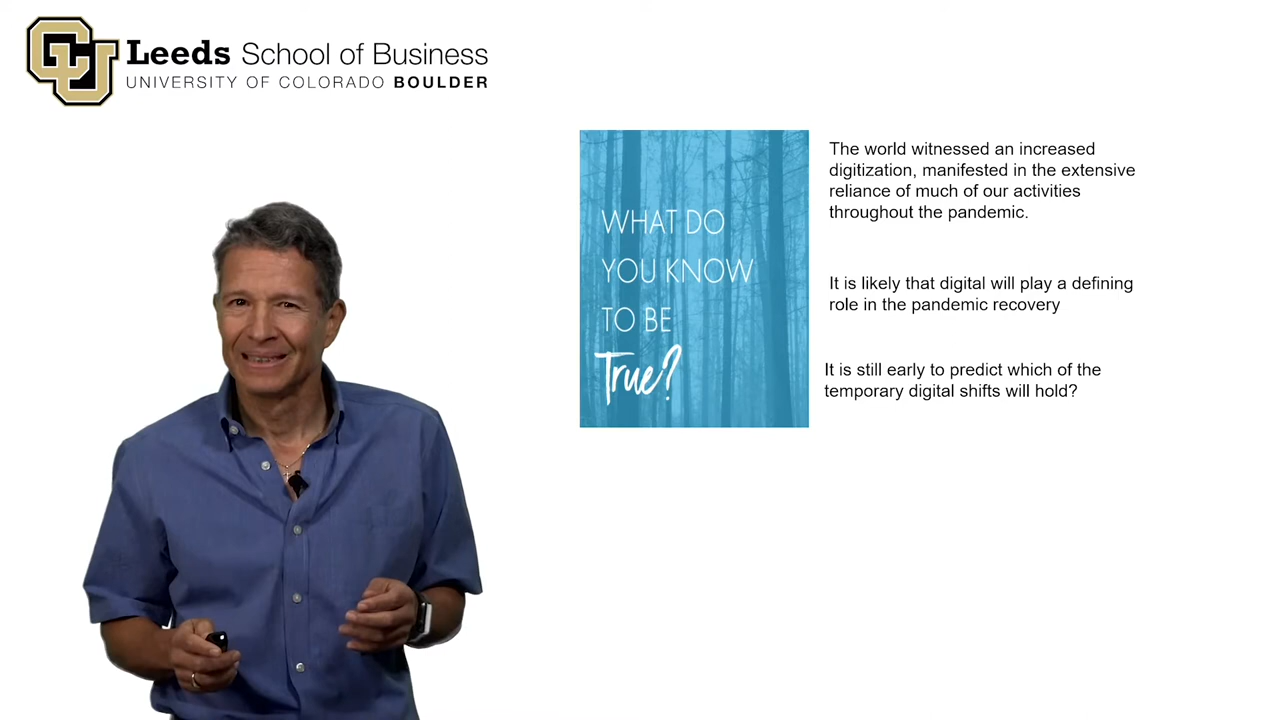 CU
Leeds School of Business
UNIVERSITY OF COLORADO BOULDER
WHAT DO
YOU KNOW
TO BE
True?
The world witnessed an increased
digitization, manifested in the extensive
reliance of much of our activities
throughout the pandemic.
It is likely that digital will play a defining
role in the pandemic recovery
It is still early to predict which of the
temporary digital shifts will hold?